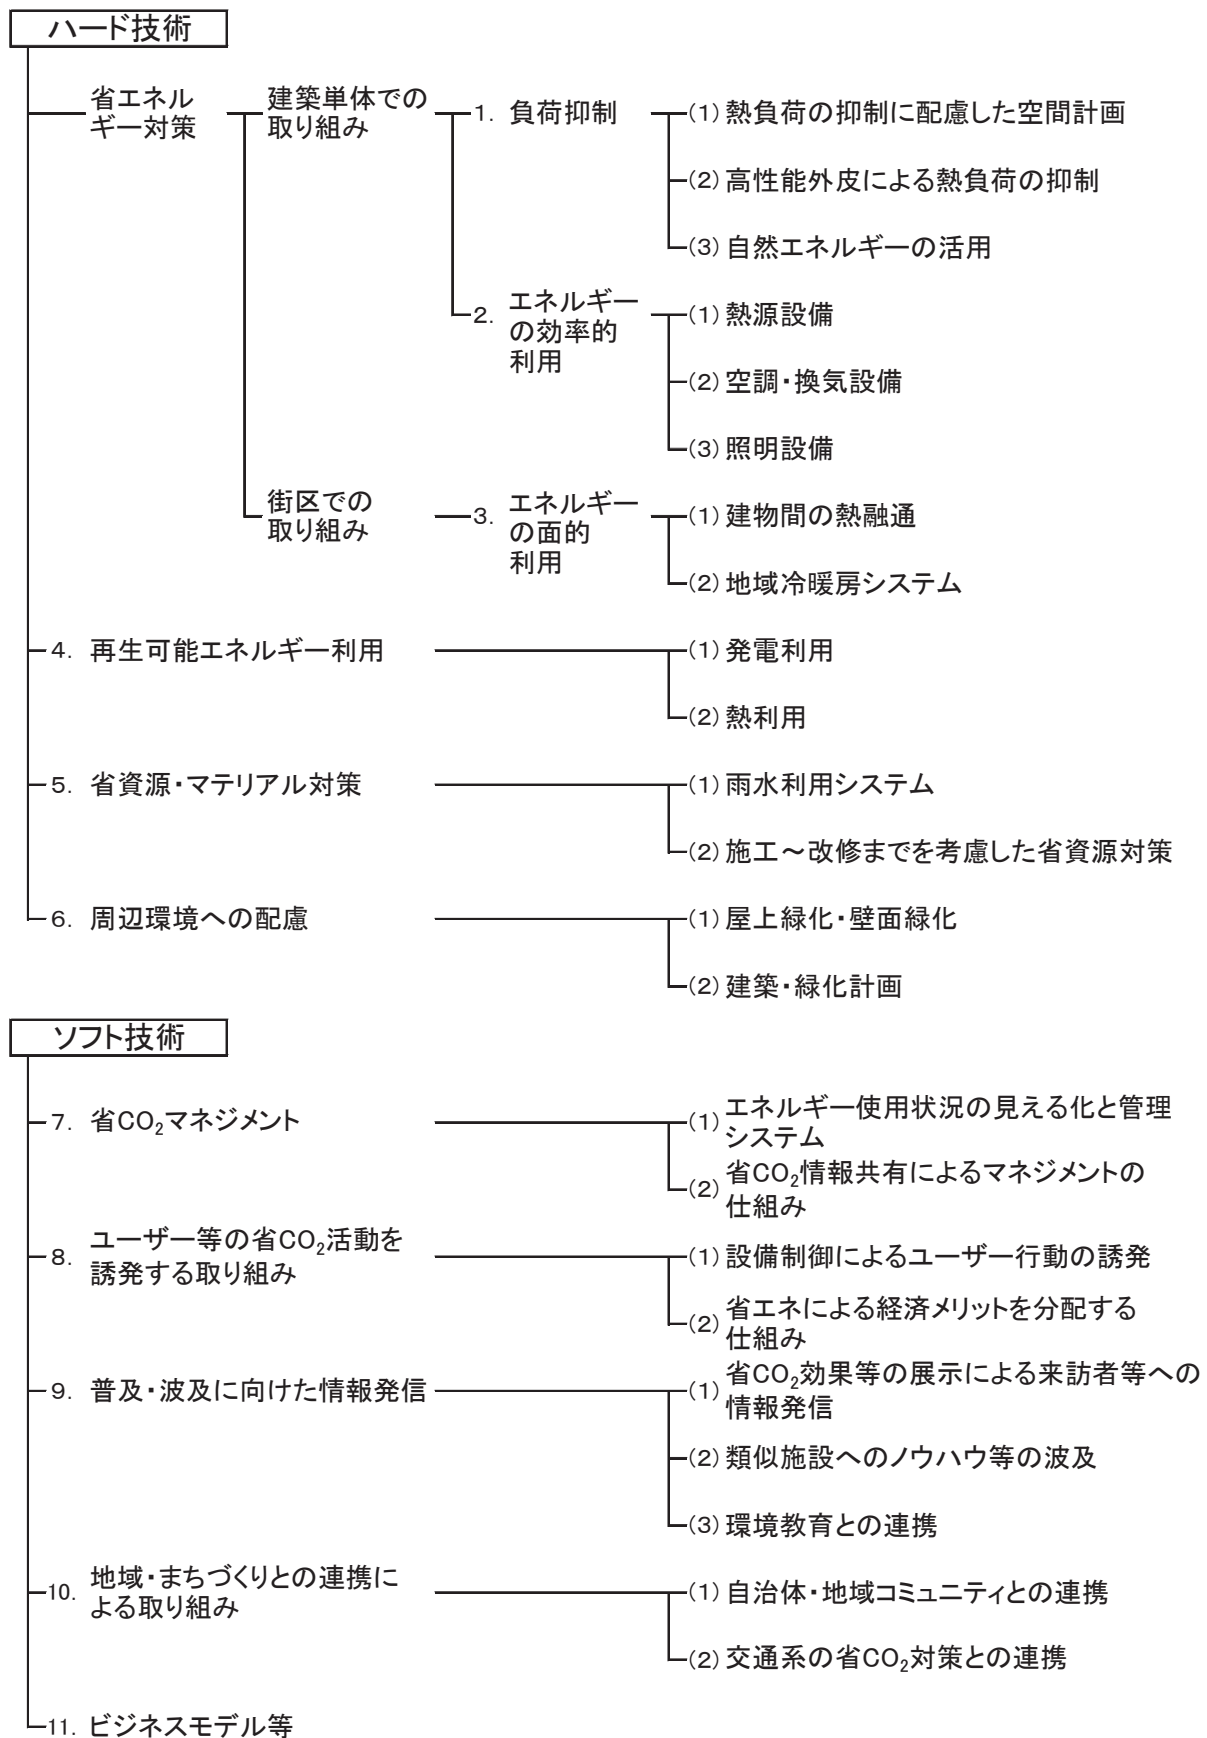 ハード技術
省エネル
ギー対策
建築単体での
取り組み
1. 負荷抑制
(1) 熱負荷の抑制に配慮した空間計画
(2) 高性能外皮による熱負荷の抑制
(3) 自然エネルギーの活用
2. エネルギー
の効率的
利用
(1) 熱源設備
(2) 空調・換気設備
(3) 照明設備
街区での
取り組み
3. エネルギー
の面的
利用
(1) 建物間の熱融通
(2) 地域冷暖房システム
4. 再生可能エネルギー利用
(1) 発電利用
(2) 熱利用
5. 省資源・マテリアル対策
(1) 雨水利用システム
(2) 施工～改修までを考慮した省資源対策
6. 周辺環境への配慮
(1) 屋上緑化・壁面緑化
(2) 建築・緑化計画
ソフト技術
7. 省CO₂マネジメント
(1) エネルギー使用状況の見える化と管理
システム
(2) 省CO₂情報共有によるマネジメントの
仕組み
8. ユーザー等の省CO₂活動を
誘発する取り組み
(1) 設備制御によるユーザー行動の誘発
(2) 省エネによる経済メリットを分配する
仕組み
9. 普及・波及に向けた情報発信
(1) 省CO₂効果等の展示による来訪者等への
情報発信
(2) 類似施設へのノウハウ等の波及
(3) 環境教育との連携
10. 地域・まちづくりとの連携に
よる取り組み
(1) 自治体・地域コミュニティとの連携
(2) 交通系の省CO₂対策との連携
11. ビジネスモデル等